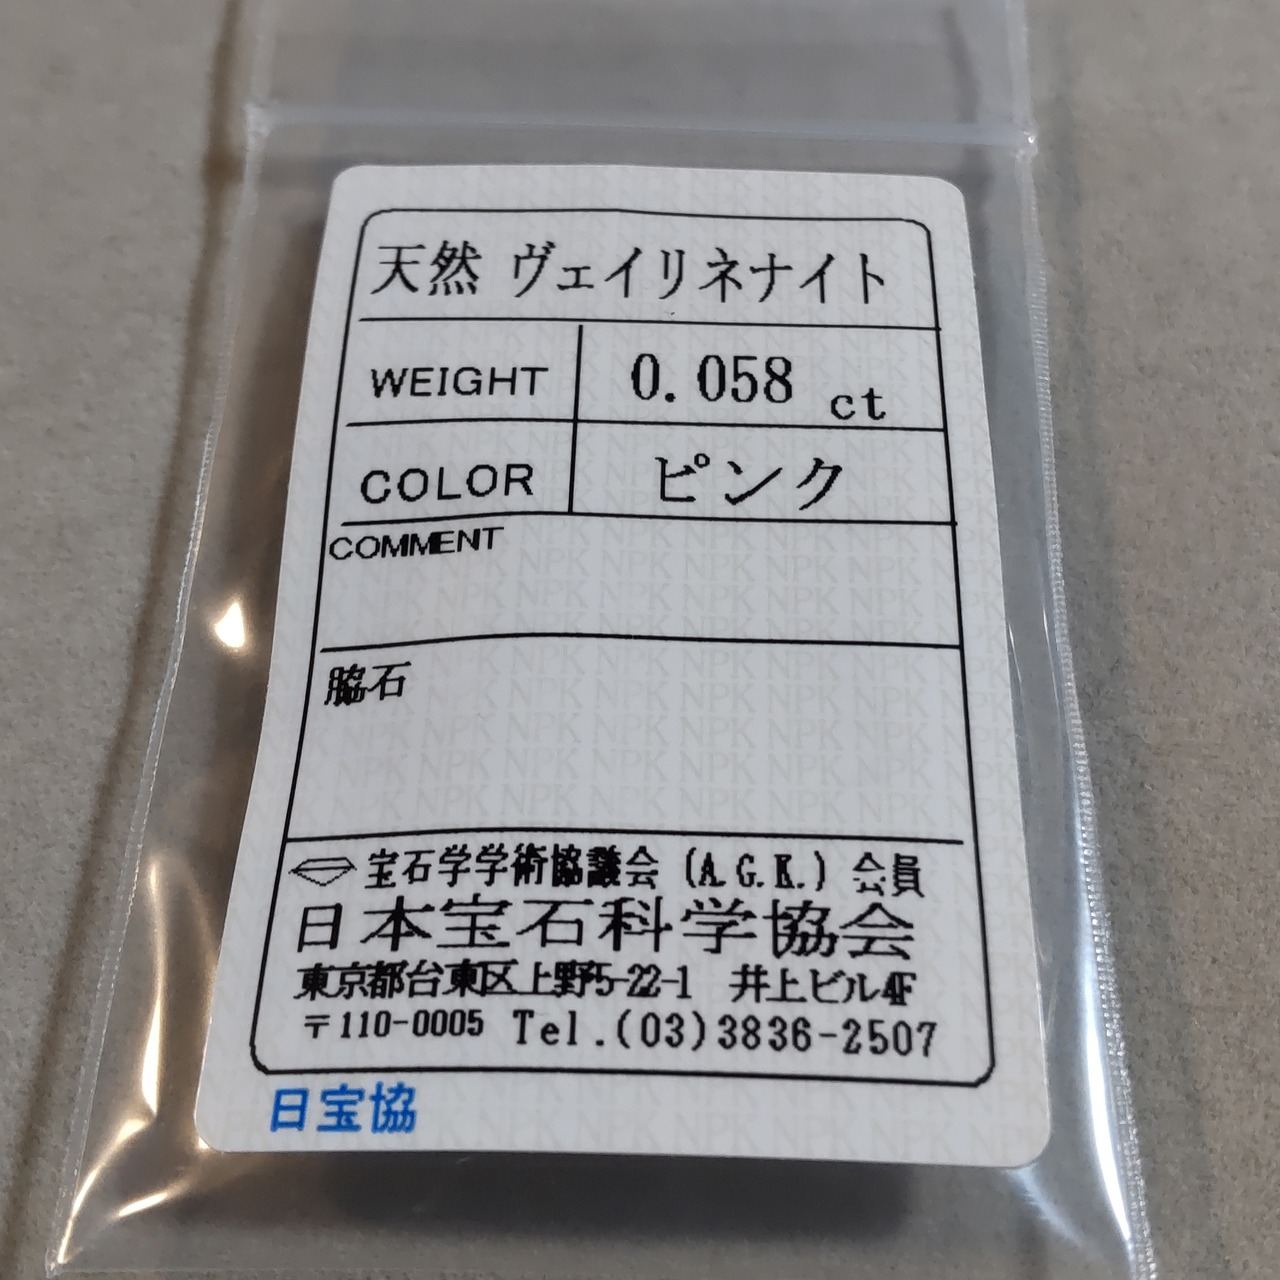 天然 ヴェイリネナイト
WEIGHT 0.058 ct
COLOR ピンク
COMMENT
脇石
宝石学学術協議会 (A.G.K.) 会員
日本宝石科学協会
東京都台東区上野5-22-1 井上ビル4F
〒110-0005 Tel.(03)3836-2507
日宝協